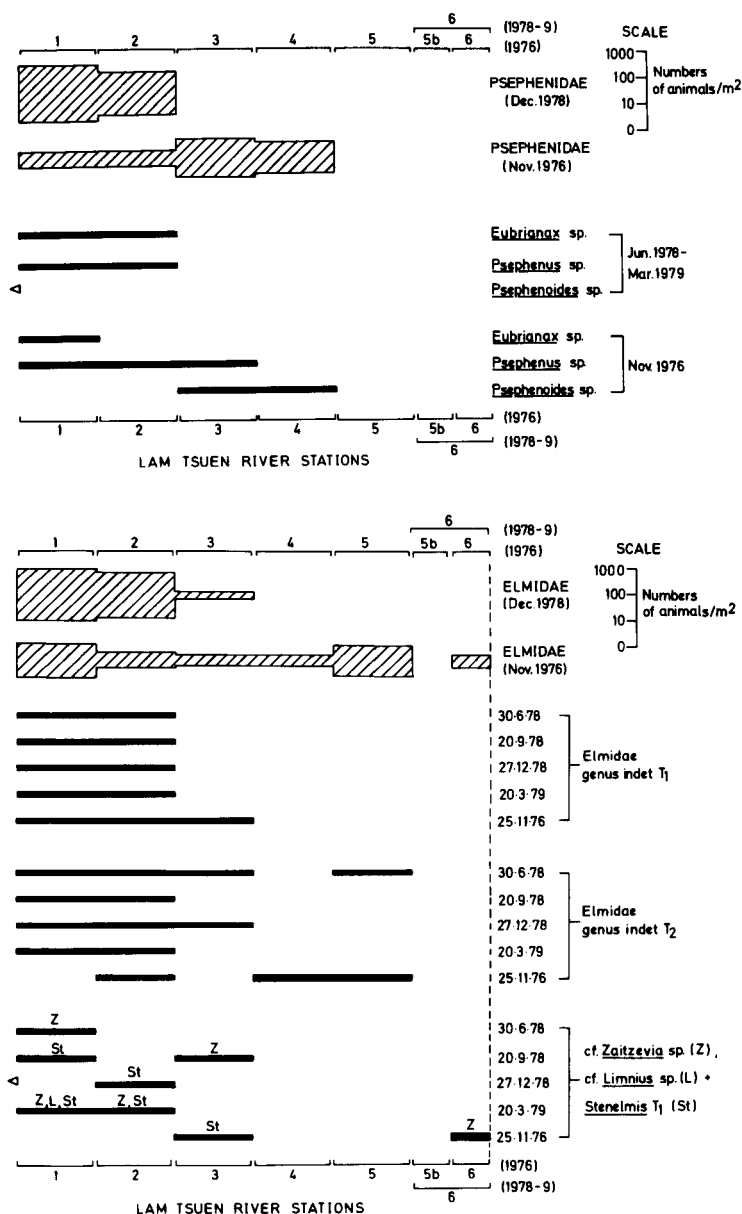 6
(1978-9)
SCALE
1 2 3 4 5 5b 6
(1976)
1000
100
10
0
Numbers
of animals/m2
PSEPHENIDAE
(Dec. 1978)
PSEPHENIDAE
(Nov. 1976)
Eubrianax sp.
Psephenus sp.
Psephenoides sp.
Jun. 1978-
Mar. 1979
Eubrianax sp.
Psephenus sp.
Psephenoides sp.
Nov. 1976
(1976)
1 2 3 4 5 5b 6
(1978-9)
6
LAM TSUEN RIVER STATIONS
6
(1978-9)
SCALE
1 2 3 4 5 5b 6
(1976)
1000
100
10
0
Numbers
of animals/m2
ELMIDAE
(Dec. 1978)
ELMIDAE
(Nov. 1976)
30·6·78
20·9·78
27·12·78
20·3·79
25·11·76
Elmidae
genus indet T1
30·6·78
20·9·78
27·12·78
20·3·79
25·11·76
Elmidae
genus indet T2
Z
30·6·78
St Z
20·9·78
St
27·12·78
Z,L,St Z,St
20·3·79
St Z
25·11·76
cf. Zaitzevia sp. (Z),
cf. Limnius sp. (L) +
Stenelmis T1 (St)
(1976)
1 2 3 4 5 5b 6
(1978-9)
6
LAM TSUEN RIVER STATIONS